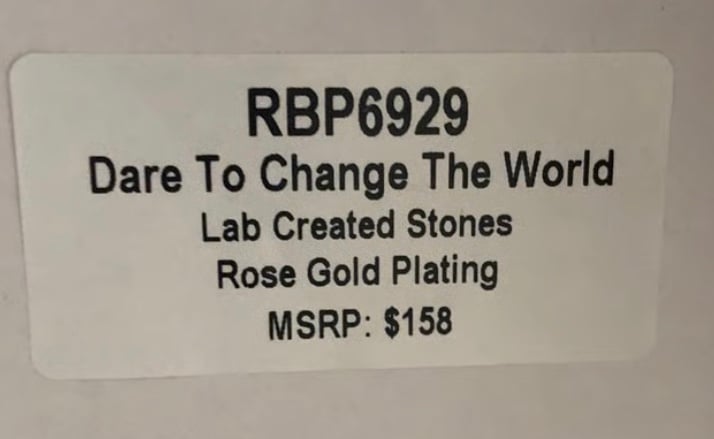 RBP6929
Dare To Change The World
Lab Created Stones
Rose Gold Plating
MSRP: $158